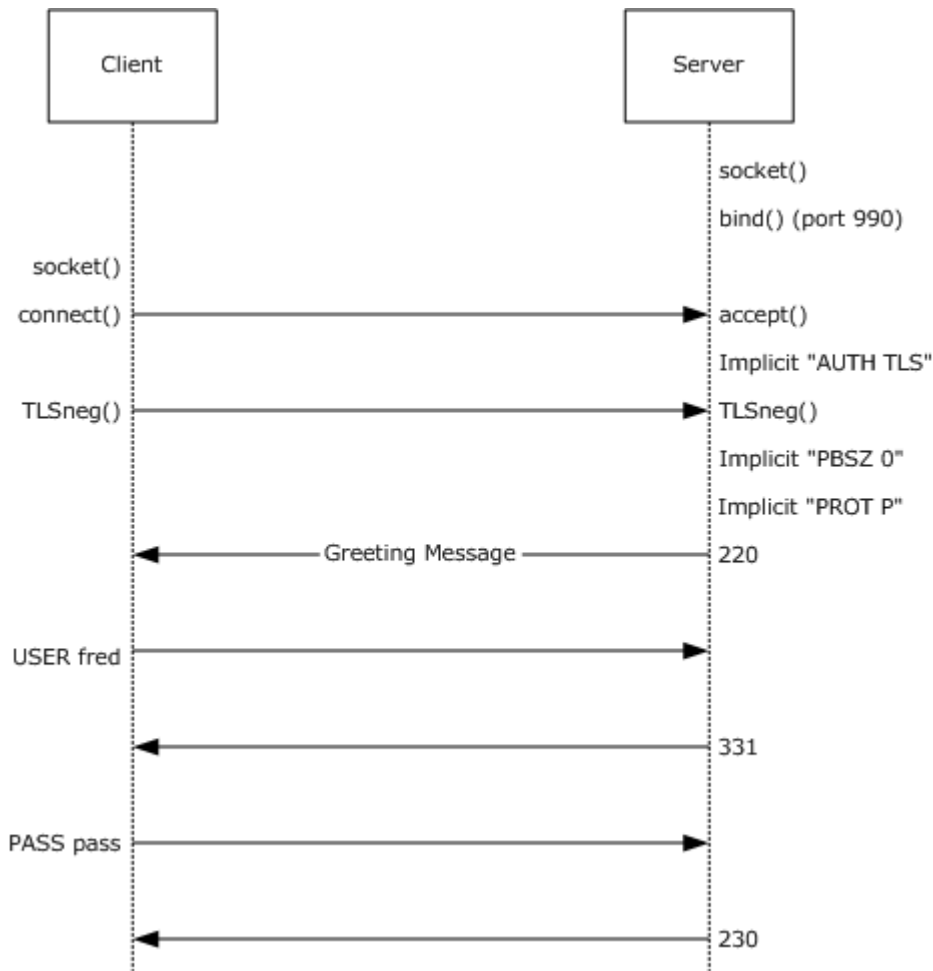 Client
Server
socket()
bind() (port 990)
socket()
connect()
accept()
Implicit "AUTH TLS"
TLSneg()
TLSneg()
Implicit "PBSZ 0"
Implicit "PROT P"
Greeting Message
220
USER fred
331
PASS pass
230